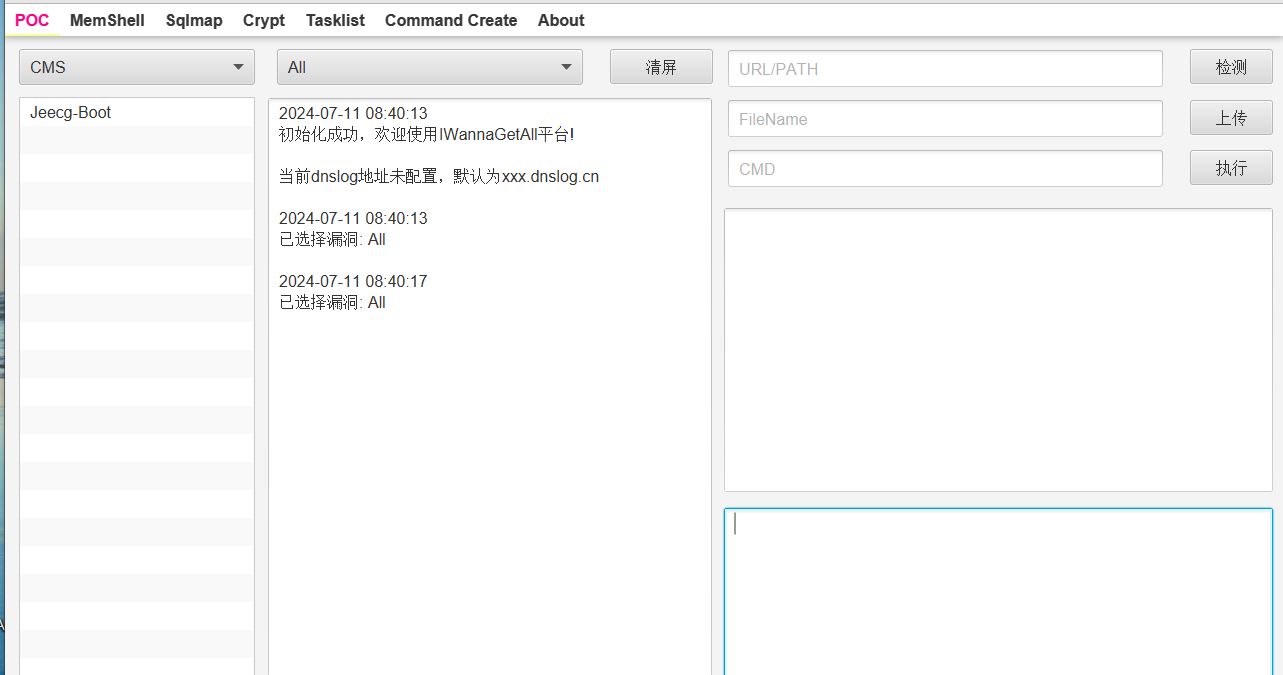 POC MemShell Sqlmap Crypt Tasklist Command Create About
CMS
All
清屏
URL/PATH
检测
Jeecg-Boot
FileName
上传
CMD
执行
2024-07-11 08:40:13
初始化成功，欢迎使用IWannaGetAll平台!
当前dnslog地址未配置，默认为xxx.dnslog.cn
2024-07-11 08:40:13
已选择漏洞: All
2024-07-11 08:40:17
已选择漏洞: All